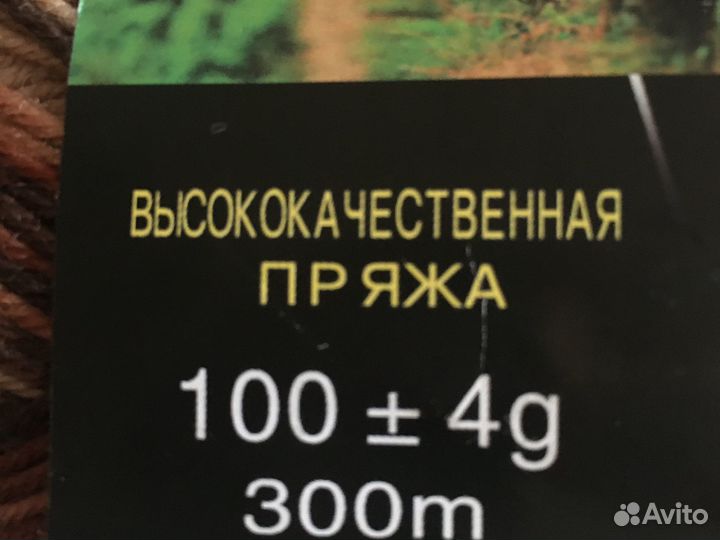 ВЫСОКОКАЧЕСТВЕННАЯ
ПРЯЖА
100 ± 4g
300m
Avito